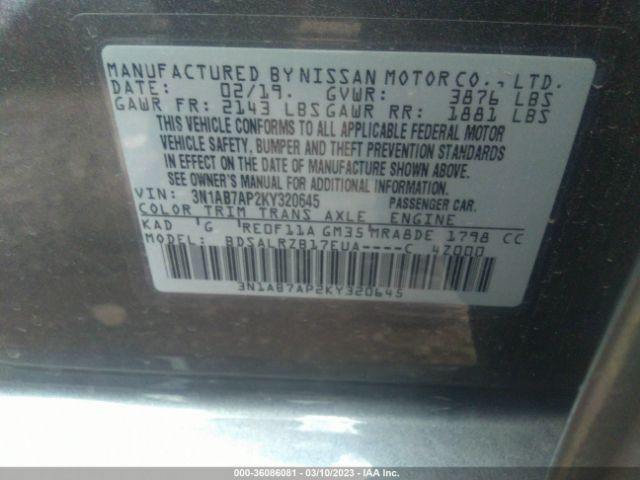 MANUFACTURED BY NISSAN MOTOR CO., LTD.
DATE: 02/19. GVWR: 3876 LBS
GAWR FR: 2143 LBS GAWR RR: 1881 LBS
THIS VEHICLE CONFORMS TO ALL APPLICABLE FEDERAL MOTOR
VEHICLE SAFETY, BUMPER AND THEFT PREVENTION STANDARDS
IN EFFECT ON THE DATE OF MANUFACTURE SHOWN ABOVE.
SEE OWNER'S MANUAL FOR ADDITIONAL INFORMATION.
VIN: 3N1AB7AP2KY320645 PASSENGER CAR.
COLOR TRIM TRANS AXLE ENGINE
KAD G RE0F11A GM35 MRA8DE 1798 CC
MODEL: BDSALRZB17EUA----C 4Z000
3N1AB7AP2KY320645
000-36086081 - 03/10/2023 - IAAI.COM